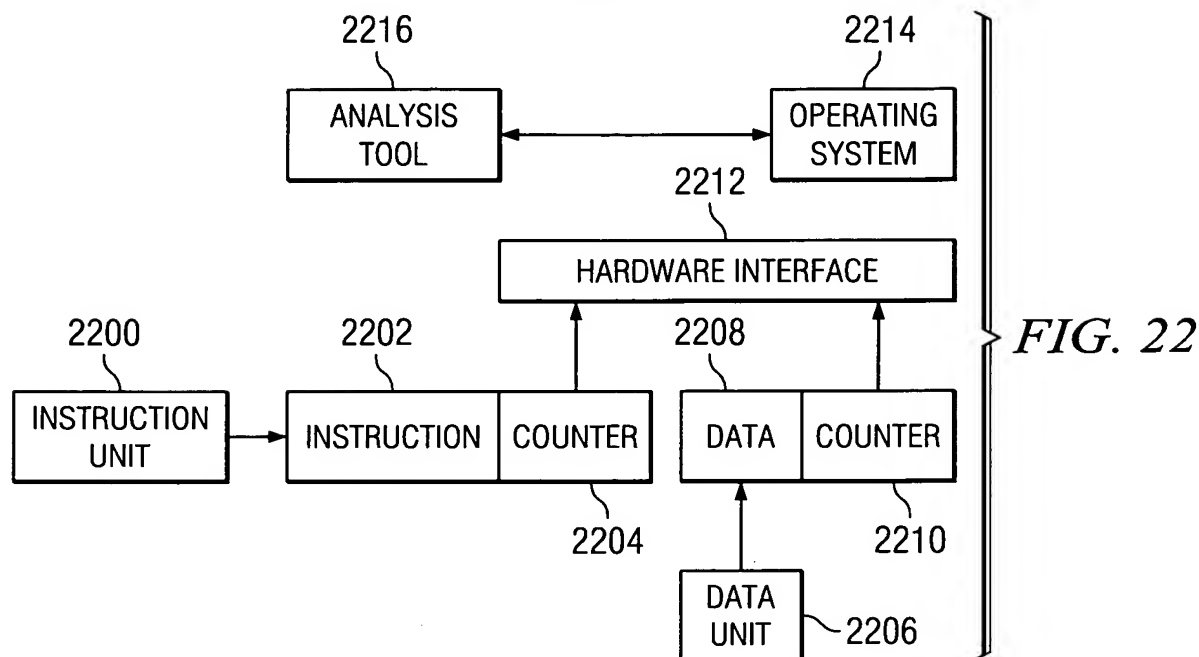 2216
2214
ANALYSIS
TOOL
OPERATING
SYSTEM
2212
HARDWARE INTERFACE
2200
2202
2208
FIG. 22
INSTRUCTION
UNIT
INSTRUCTION
COUNTER
DATA
COUNTER
2204
2210
DATA
UNIT
2206